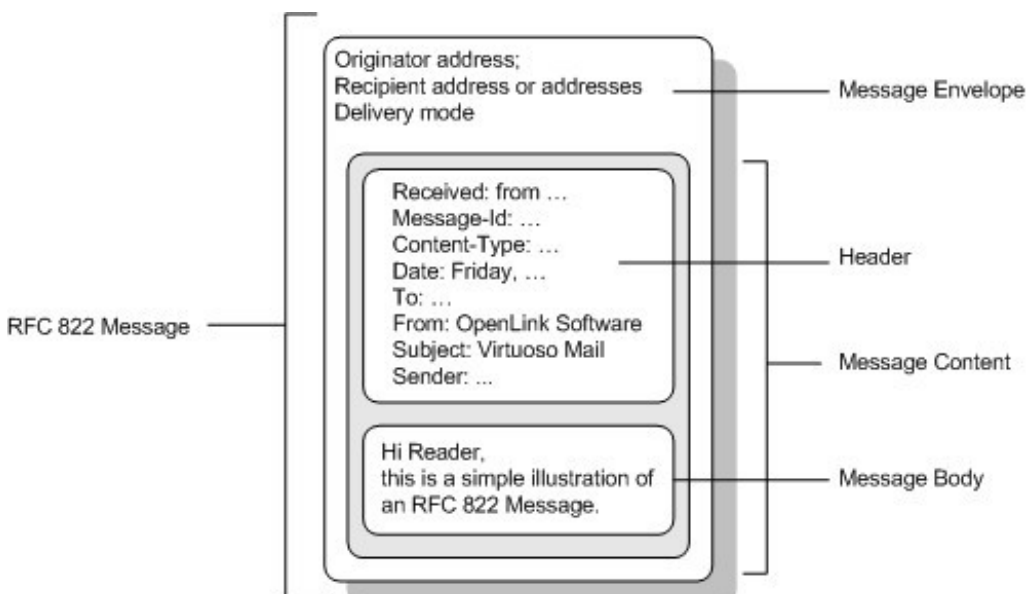 Originator address;
Recipient address or addresses
Delivery mode
Message Envelope
Received: from ...
Message-Id: ...
Content-Type: ...
Date: Friday, ...
To: ...
From: OpenLink Software
Subject: Virtuoso Mail
Sender: ...
Header
RFC 822 Message
Message Content
Hi Reader,
this is a simple illustration of
an RFC 822 Message.
Message Body